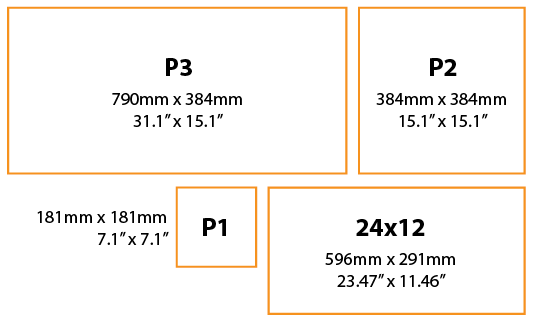 P3
790mm x 384mm
31.1” x 15.1”
P2
384mm x 384mm
15.1” x 15.1”
181mm x 181mm
7.1” x 7.1”
P1
24x12
596mm x 291mm
23.47” x 11.46”